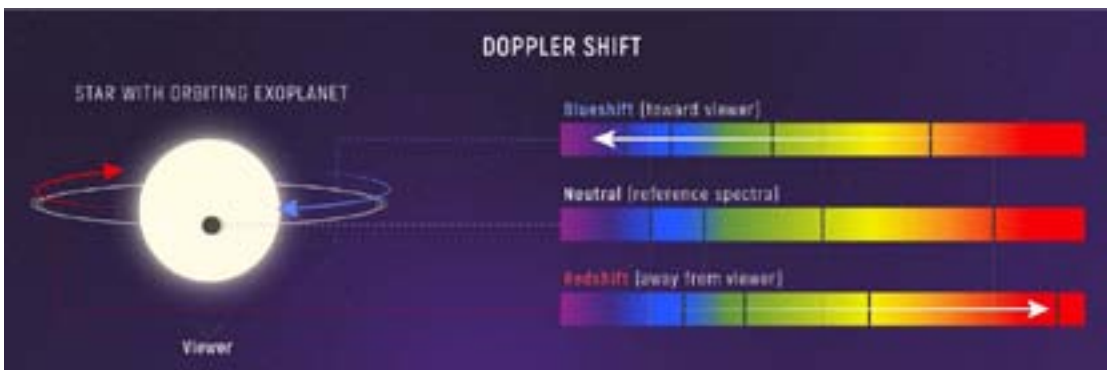 DOPPLER SHIFT
STAR WITH ORBITING EXOPLANET
Blueshift (toward viewer)
Neutral (reference spectra)
Redshift (away from viewer)
Viewer